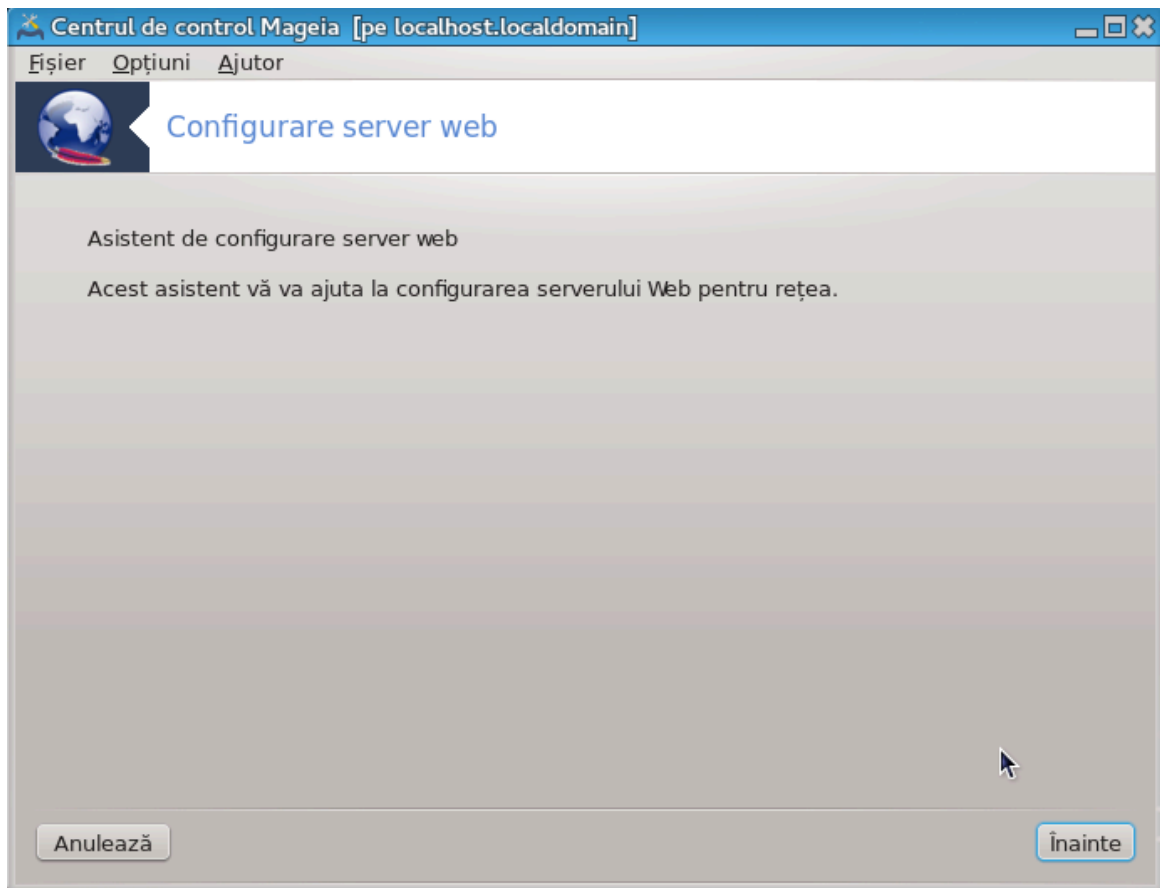 Centrul de control Mageia [pe localhost.localdomain]
Fișier Opțiuni Ajutor
Configurare server web
Asistent de configurare server web
Acest asistent vă va ajuta la configurarea serverului Web pentru rețea.
Anulează Înainte